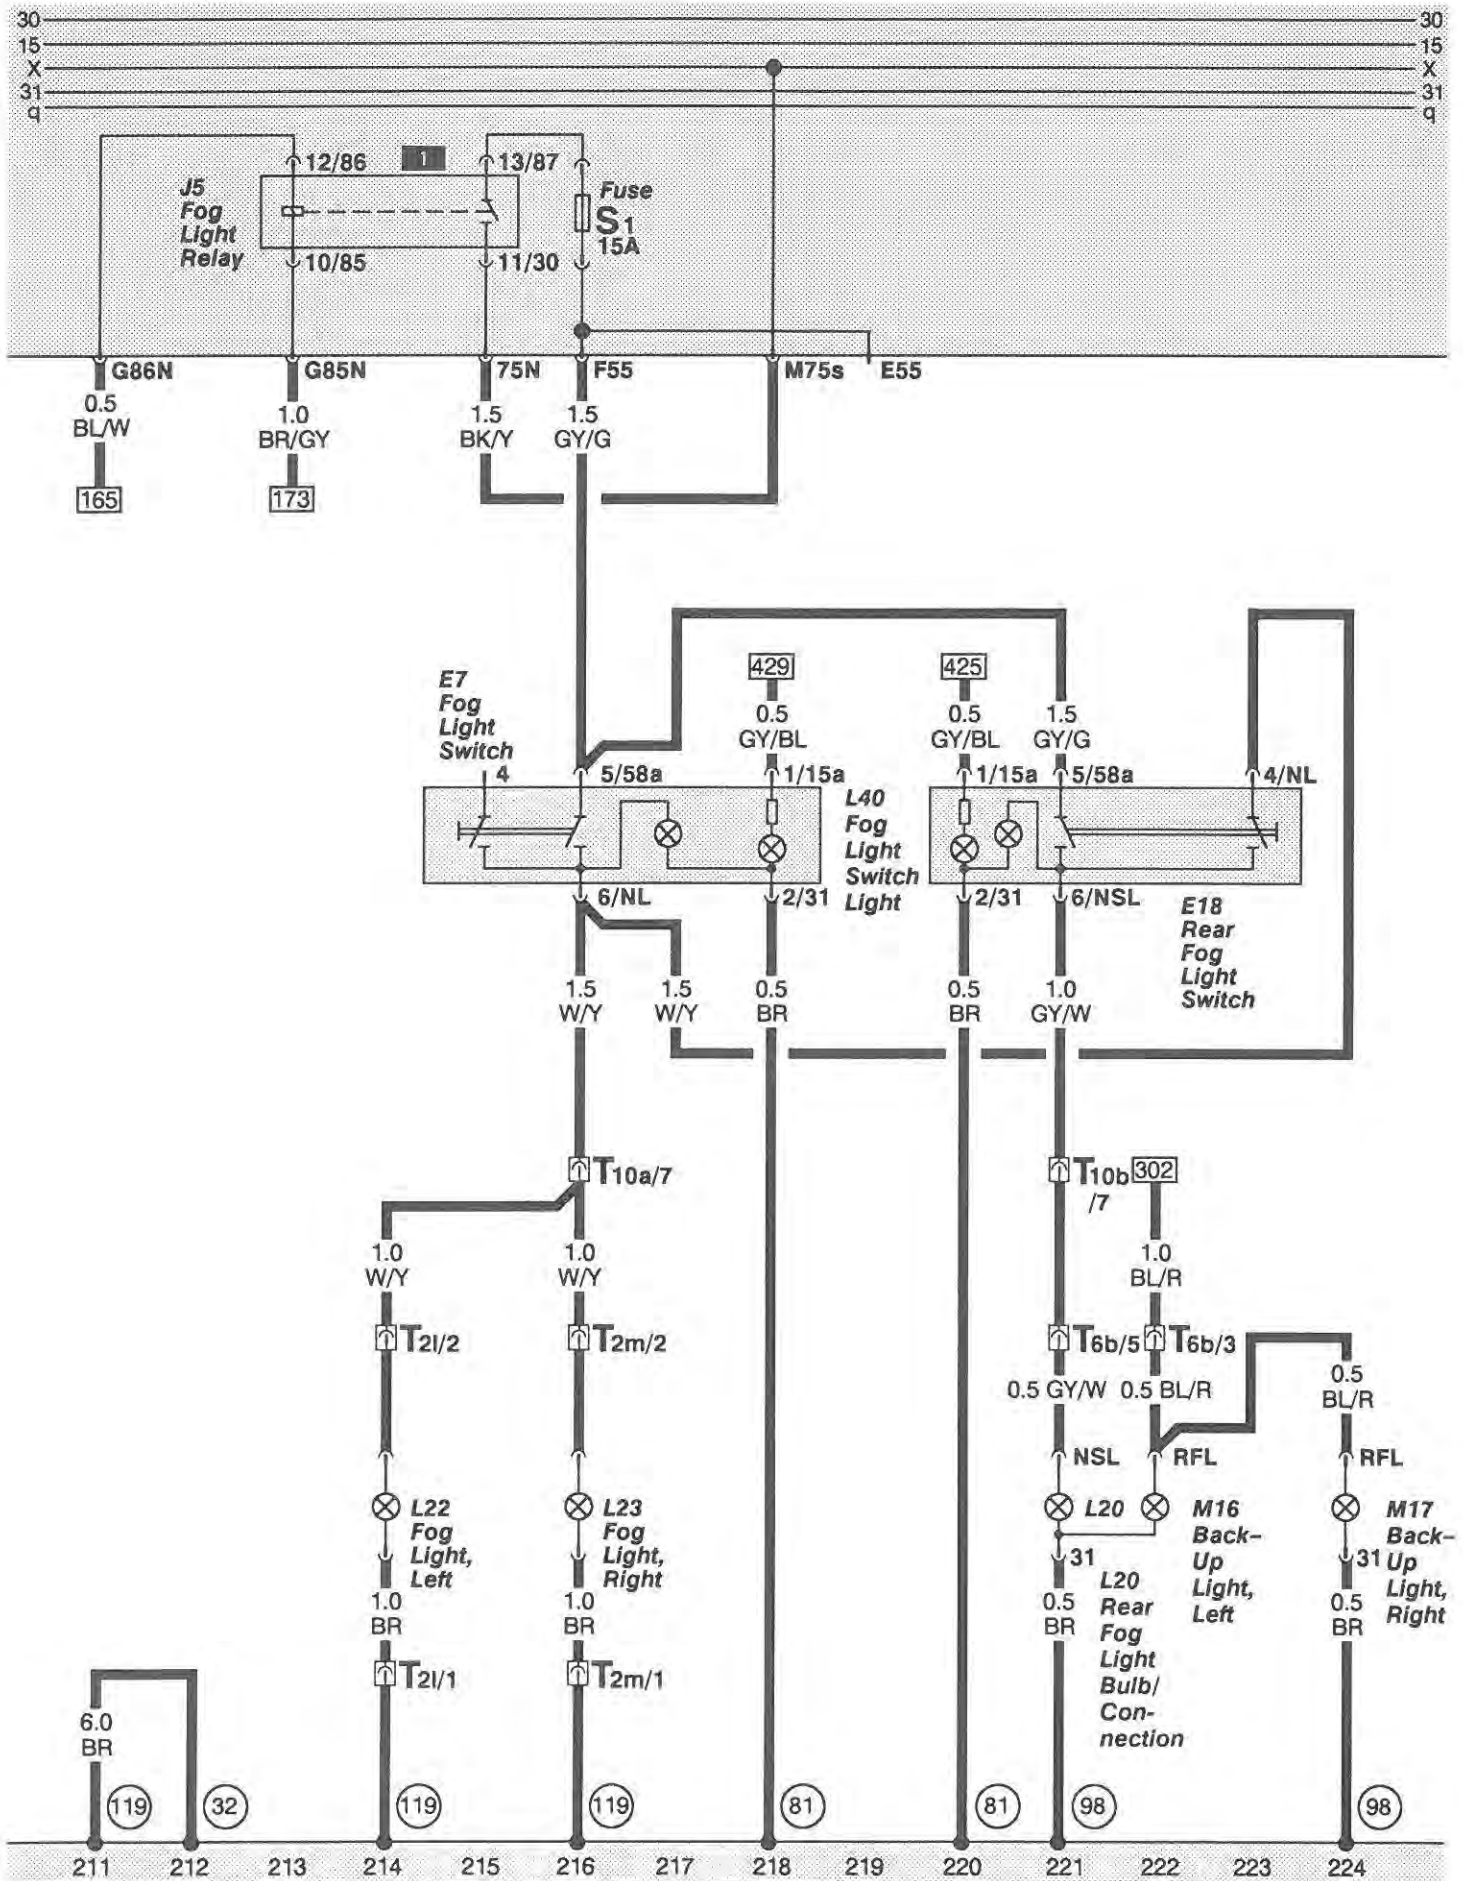 30 30
15 15
X X
31 31
q q
12/86 1 13/87
J5
Fog
Light
Relay
Fuse
S1
15A
10/85 11/30
G86N G85N 75N F55 M75s E55
0.5
BL/W
1.0
BR/GY
1.5
BK/Y
1.5
GY/G
165 173
E7
Fog
Light
Switch
429 425
0.5
GY/BL
0.5
GY/BL
1.5
GY/G
4 5/58a 1/15a 1/15a 5/58a 4/NL
L40
Fog
Light
Switch
Light
6/NL 2/31 2/31 6/NSL
E18
Rear
Fog
Light
Switch
1.5
W/Y
1.5
W/Y
0.5
BR
0.5
BR
1.0
GY/W
T10a/7 T10b
/7
302
1.0
W/Y
1.0
W/Y
1.0
BL/R
T2l/2 T2m/2 T6b/5 T6b/3
0.5 GY/W 0.5 BL/R
0.5
BL/R
NSL RFL RFL
L22
Fog
Light,
Left
L23
Fog
Light,
Right
L20
M16
Back–
Up
Light,
Left
M17
Back–
Up
Light,
Right
31 31
L20
Rear
Fog
Light
Bulb/
Con-
nection
1.0
BR
1.0
BR
0.5
BR
0.5
BR
T2l/1 T2m/1
6.0
BR
119 32 119 119 81 81 98 98
211 212 213 214 215 216 217 218 219 220 221 222 223 224